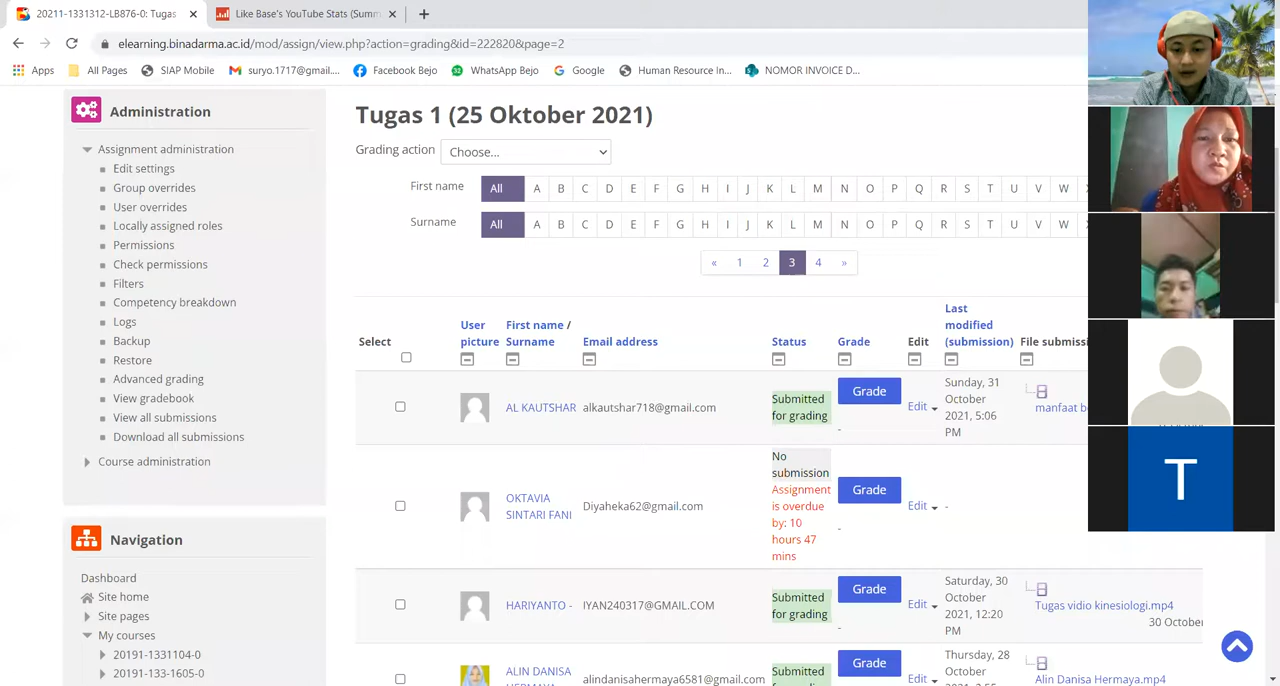 20211-1331312-LB876-0: Tugas
Like Base's YouTube Stats (Summ
elearning.binadarma.ac.id/mod/assign/view.php?action=grading&id=222820&page=2
Apps All Pages SIAP Mobile suryo.1717@gmail.... Facebook Bejo WhatsApp Bejo Google Human Resource In... NOMOR INVOICE D...
Administration
Assignment administration
Edit settings
Group overrides
User overrides
Locally assigned roles
Permissions
Check permissions
Filters
Competency breakdown
Logs
Backup
Restore
Advanced grading
View gradebook
View all submissions
Download all submissions
Course administration
Navigation
Dashboard
Site home
Site pages
My courses
20191-1331104-0
20191-133-1605-0
Tugas 1 (25 Oktober 2021)
Grading action Choose...
First name All A B C D E F G H I J K L M N O P Q R S T U V W
Surname All A B C D E F G H I J K L M N O P Q R S T U V W
« 1 2 3 4 »
Select
User picture
First name / Surname
Email address
Status
Grade
Edit
Last modified (submission)
File submissi
AL KAUTSHAR
alkautshar718@gmail.com
Submitted for grading
Grade
-
Edit
Sunday, 31 October 2021, 5:06 PM
manfaat b
OKTAVIA SINTARI FANI
Diyaheka62@gmail.com
No submission
Assignment is overdue by: 10 hours 47 mins
Grade
-
Edit
-
HARIYANTO -
IYAN240317@GMAIL.COM
Submitted for grading
Grade
-
Edit
Saturday, 30 October 2021, 12:20 PM
Tugas vidio kinesiologi.mp4
30 October
ALIN DANISA
alindanisahermaya6581@gmail.com
Submitted
Grade
Edit
Thursday, 28 October
Alin Danisa Hermaya.mp4
T